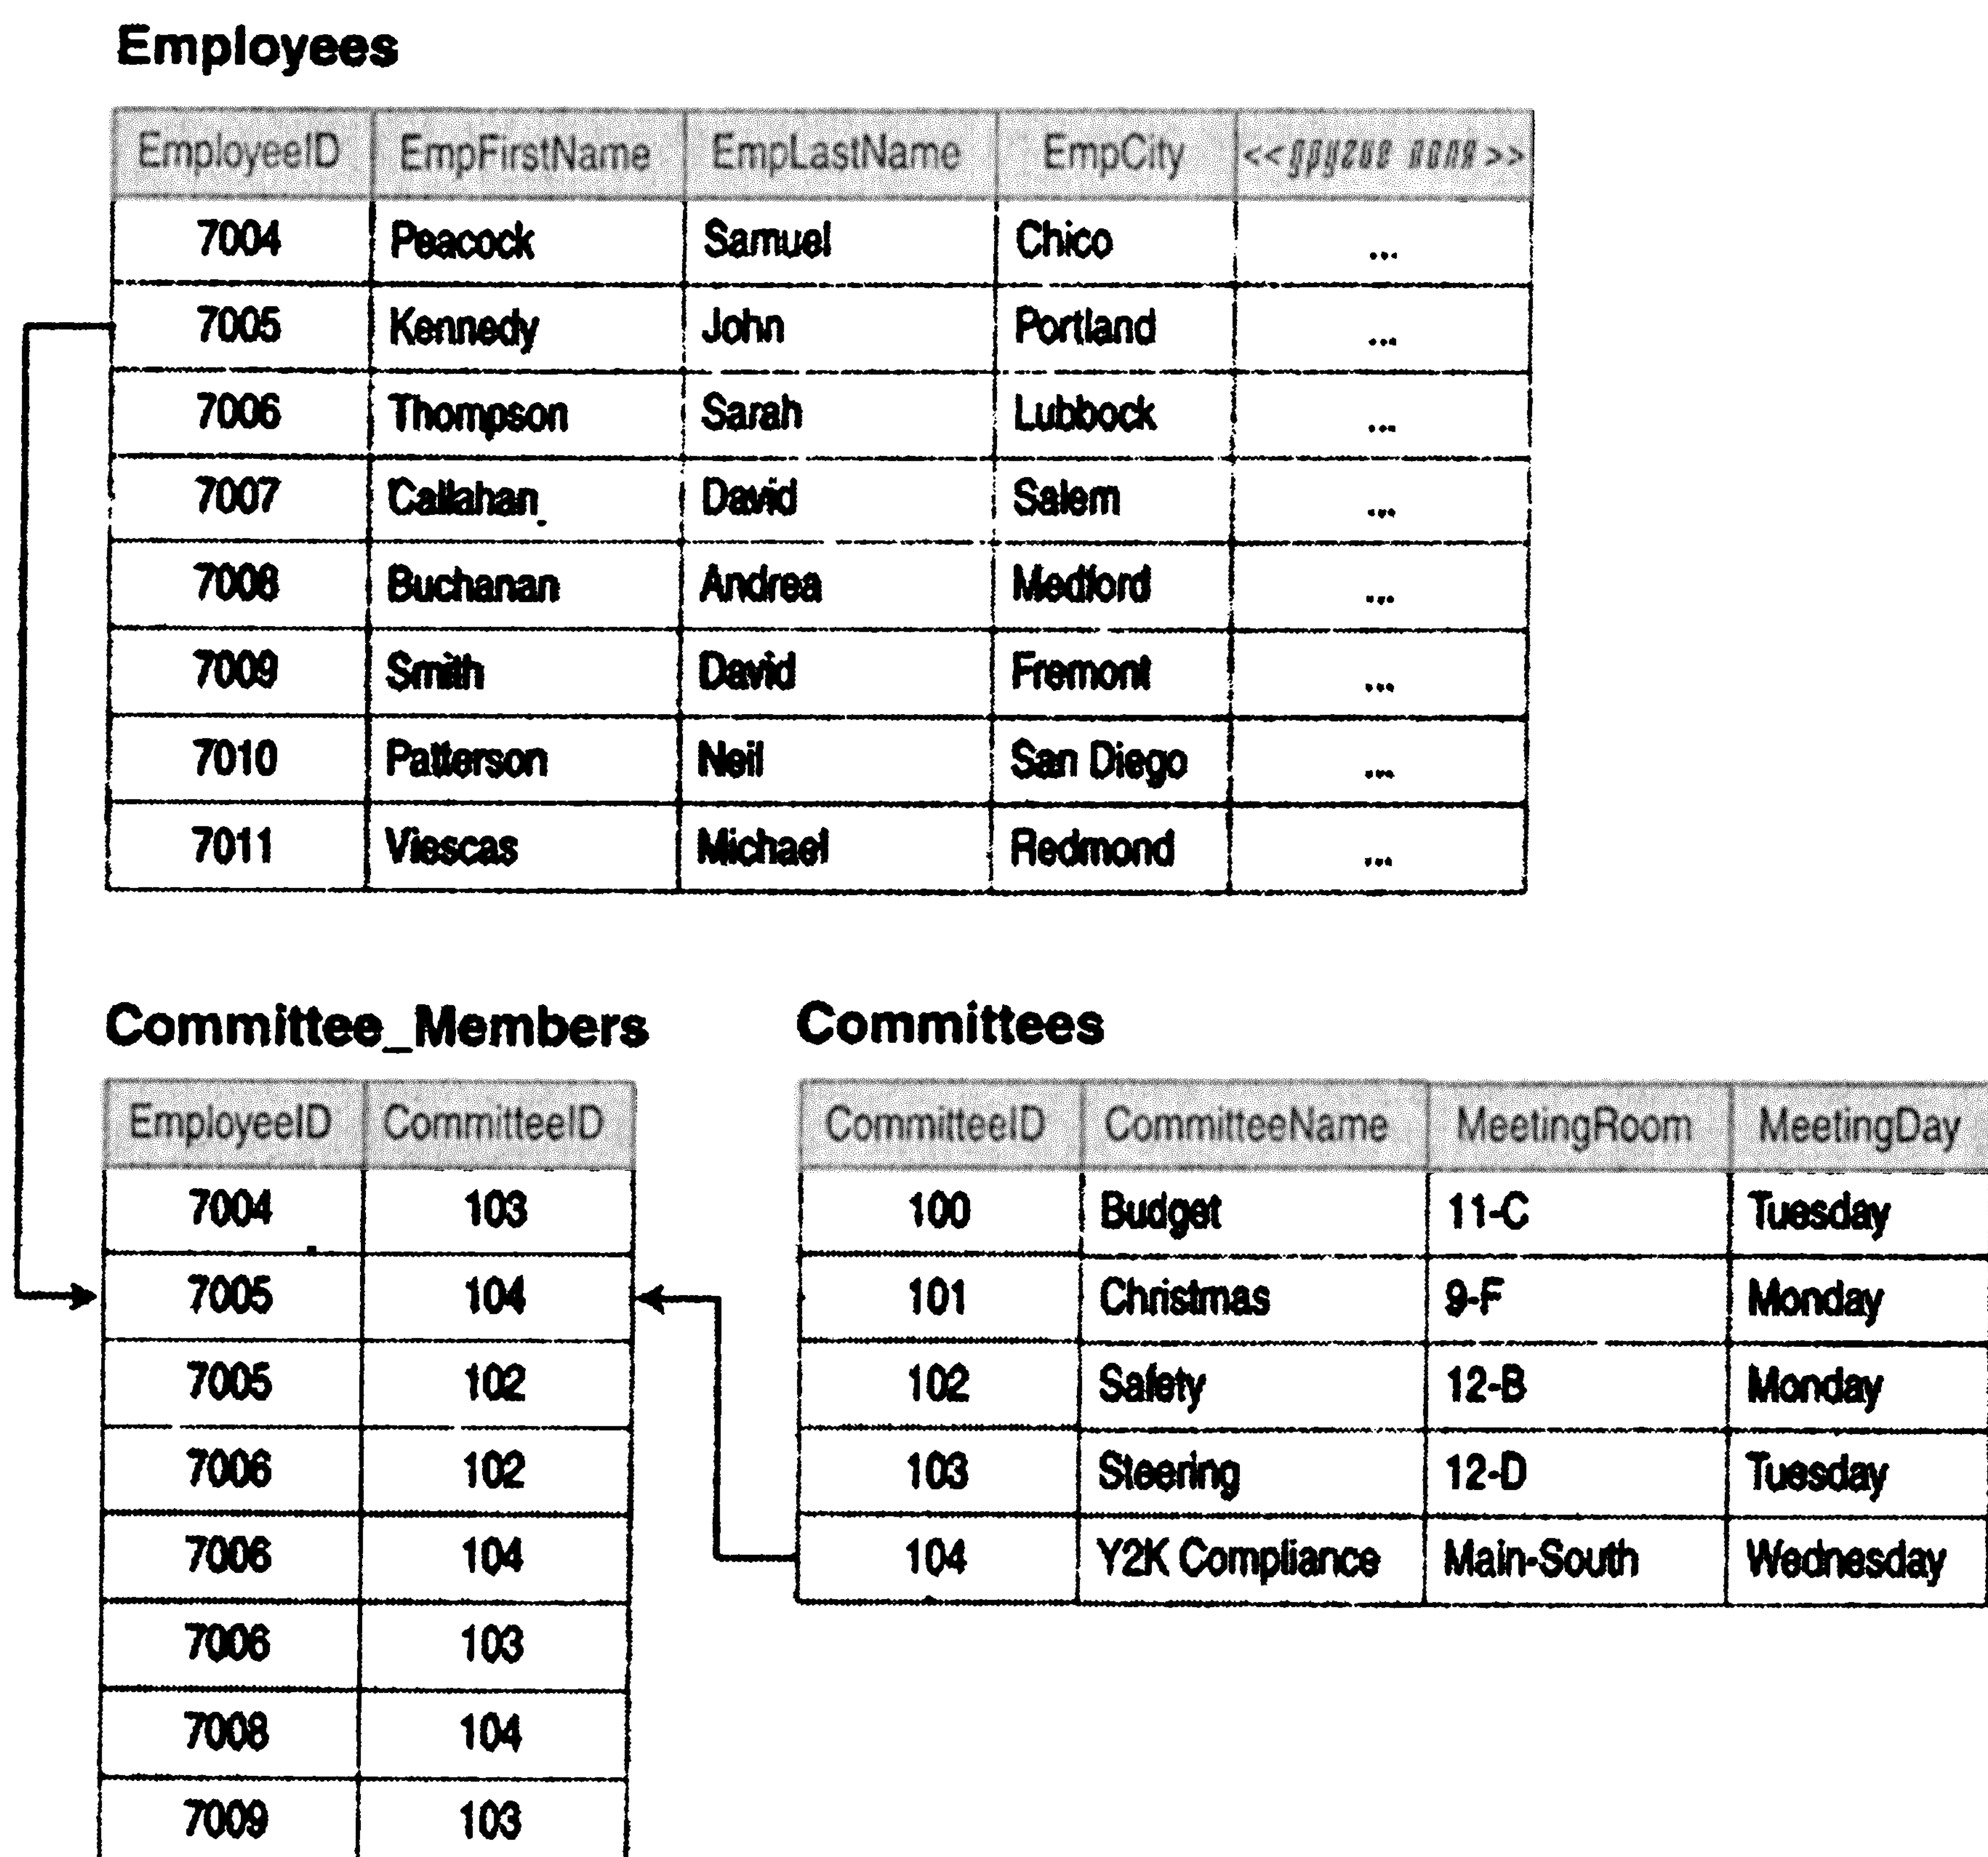 Employees
EmployeeID EmpFirstName EmpLastName EmpCity <<другие поля>>
7004 Peacock Samuel Chico ...
7005 Kennedy John Portland ...
7006 Thompson Sarah Lubbock ...
7007 Callahan David Salem ...
7008 Buchanan Andrea Medford ...
7009 Smith David Fremont ...
7010 Patterson Neil San Diego ...
7011 Viescas Michael Redmond ...
Committee_Members
EmployeeID CommitteeID
7004 103
7005 104
7005 102
7006 102
7006 104
7006 103
7008 104
7009 103
Committees
CommitteeID CommitteeName MeetingRoom MeetingDay
100 Budget 11-C Tuesday
101 Christmas 9-F Monday
102 Safety 12-B Monday
103 Steering 12-D Tuesday
104 Y2K Compliance Main-South Wednesday